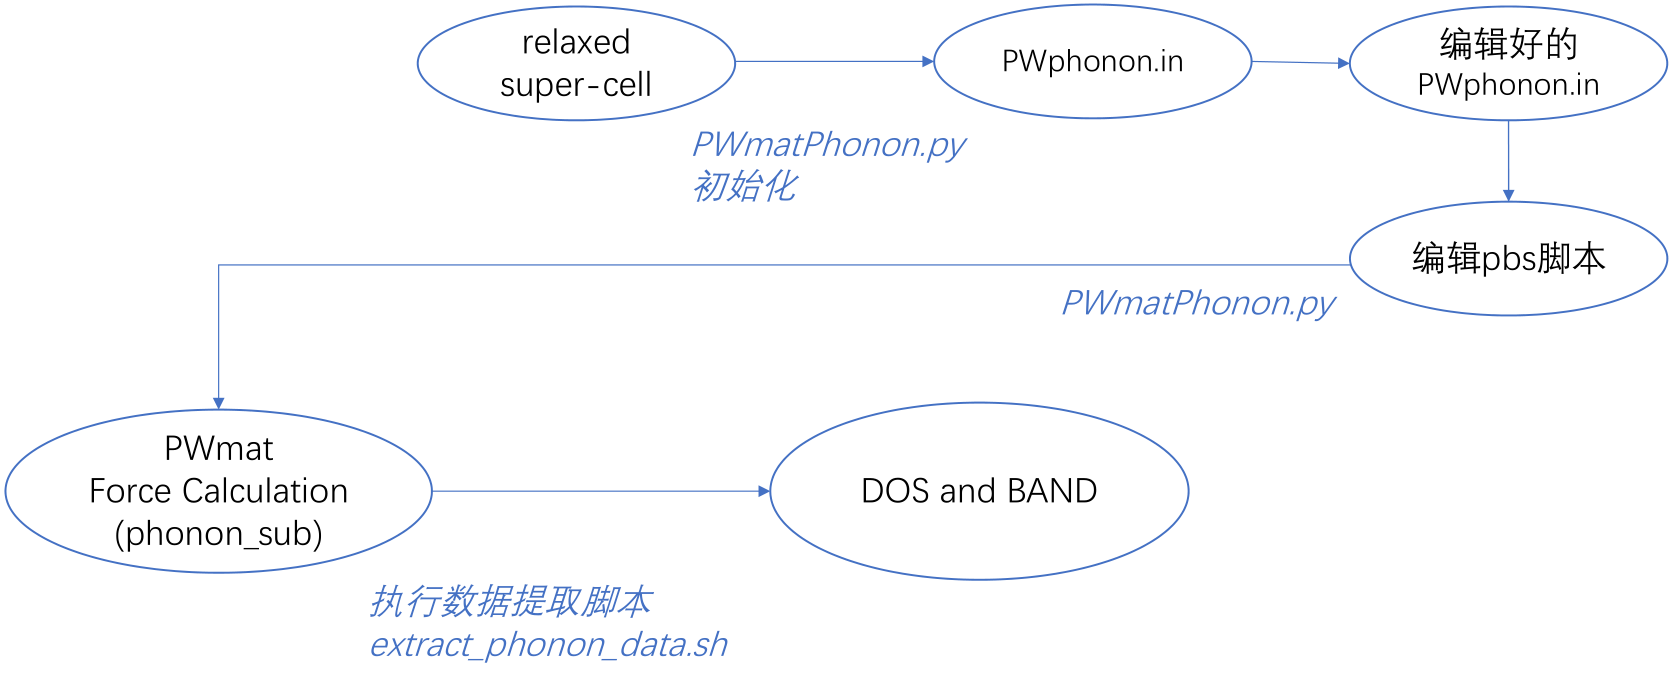 relaxed
super-cell
PWphonon.in
编辑好的
PWphonon.in
PWmatPhonon.py
初始化
编辑pbs脚本
PWmatPhonon.py
PWmat
Force Calculation
(phonon_sub)
DOS and BAND
执行数据提取脚本
extract_phonon_data.sh